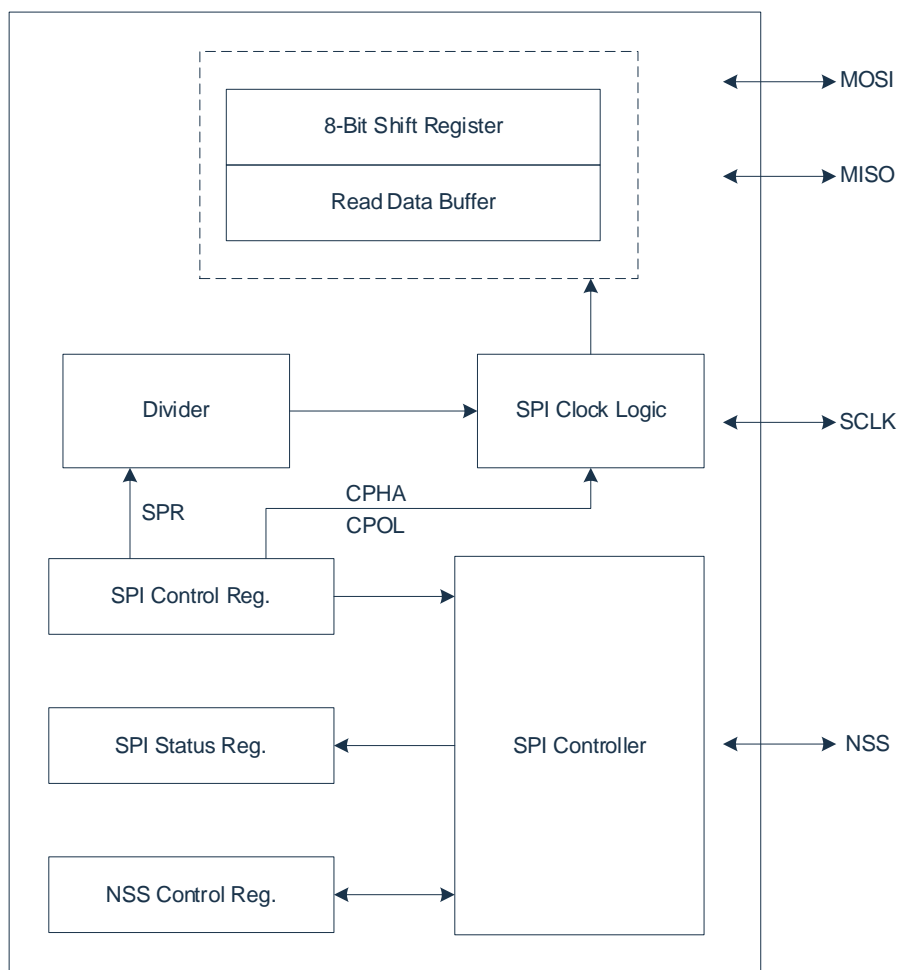 MOSI
8-Bit Shift Register
MISO
Read Data Buffer
Divider
SPI Clock Logic
SCLK
CPHA
SPR
CPOL
SPI Control Reg.
SPI Status Reg.
SPI Controller
NSS
NSS Control Reg.